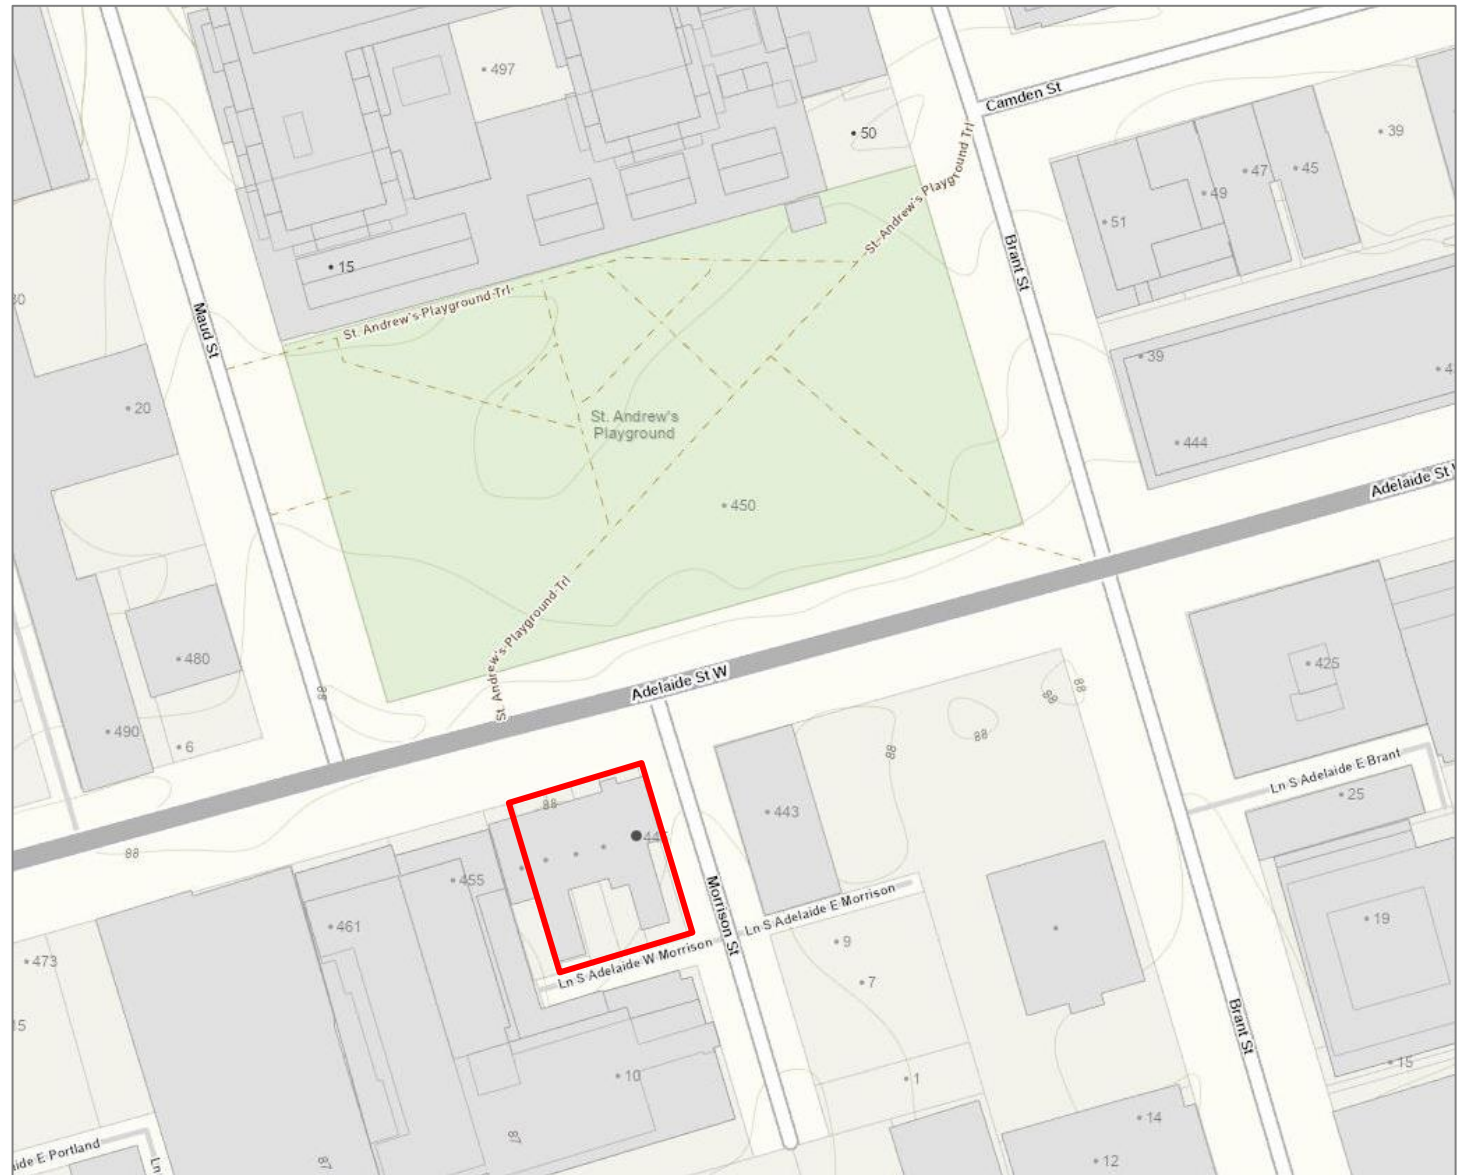 497
Camden St
50
39
47
45
49
51
St. Andrew's Playground Trl
Brant St
15
St. Andrew's Playground Trl
Maud St
39
20
St. Andrew's
Playground
444
Adelaide St
450
St. Andrew's Playground Trl
480
425
88
Adelaide St W
88
88
490
6
88
88
Ln S Adelaide E Brant
25
88
443
88
455
Morrison St
Ln S Adelaide E Morrison
461
19
9
473
Ln S Adelaide W Morrison
7
15
Brant St
10
1
15
14
87
87
12
ide E Portland
Ln